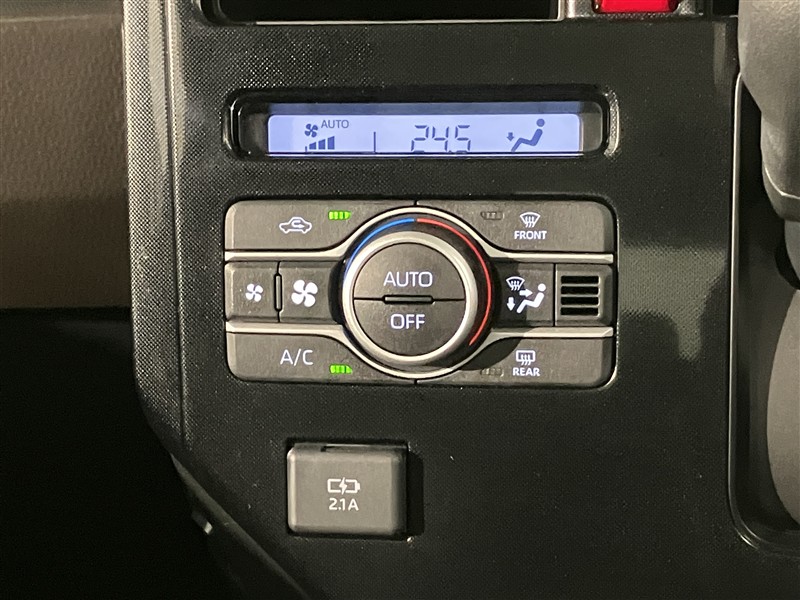 AUTO
24.5
FRONT
AUTO
OFF
A/C
REAR
2.1A